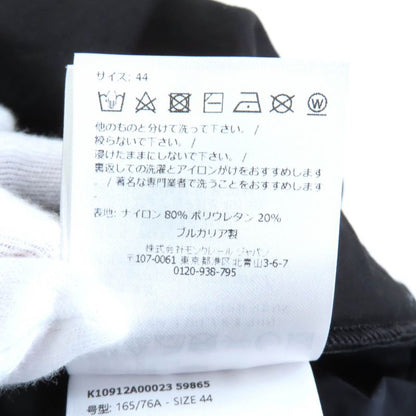 サイズ: 44
他のものと分けて洗って下さい。/
絞らないで下さい。/
浸けたままにしないで下さい。/
裏返しての洗濯とアイロンがけをおすすめします。
/ 著名な専門業者で洗うことをおすすめします。/
表地: ナイロン 80% ポリウレタン 20%
ブルガリア製
株式会社モンクレール ジャパン
〒107-0061 東京都港区北青山3-6-7
0120-938-795
K10912A00023 59865
号型: 165/76A - SIZE 44